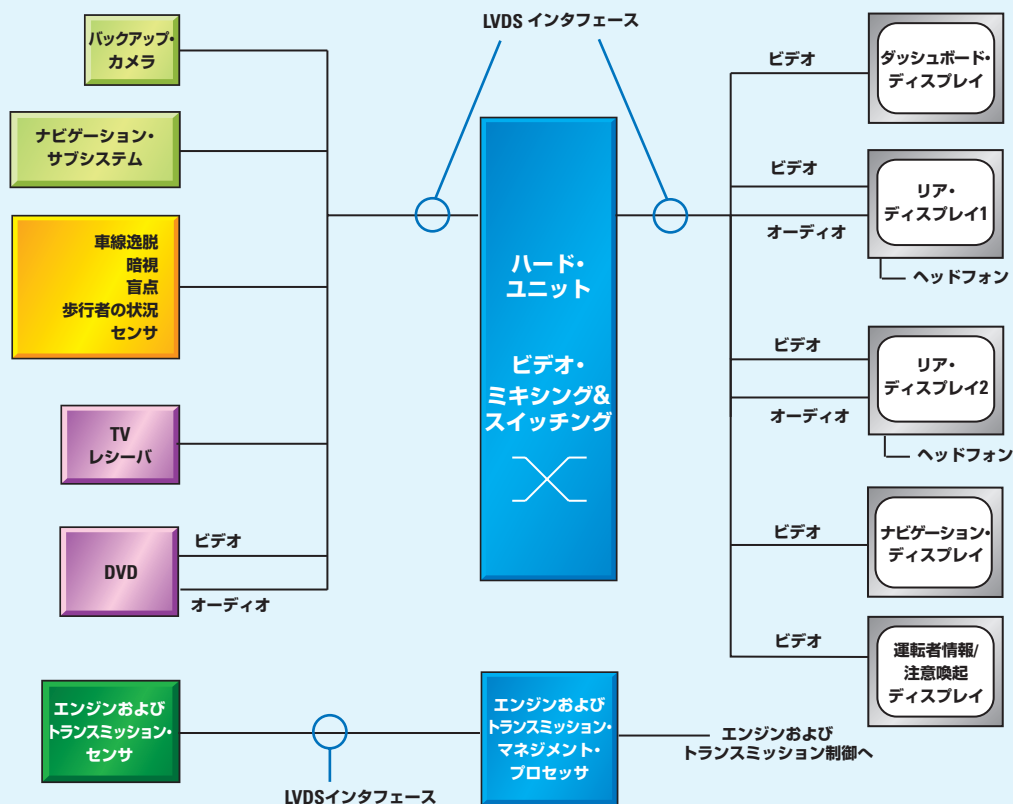 LVDS インタフェース
バックアップ・
カメラ
ナビゲーション・
サブシステム
車線逸脱
暗視
盲点
歩行者の状況
センサ
TV
レシーバ
DVD
ビデオ
オーディオ
ハード・
ユニット
ビデオ・
ミキシング&
スイッチング
ビデオ
ダッシュボード・
ディスプレイ
ビデオ
オーディオ
リア・
ディスプレイ1
ヘッドフォン
ビデオ
オーディオ
リア・
ディスプレイ2
ヘッドフォン
ビデオ
ナビゲーション・
ディスプレイ
ビデオ
運転者情報/
注意喚起
ディスプレイ
エンジンおよび
トランスミッション・
センサ
LVDSインタフェース
エンジンおよび
トランスミッション・
マネジメント・
プロセッサ
エンジンおよび
トランスミッション制御へ